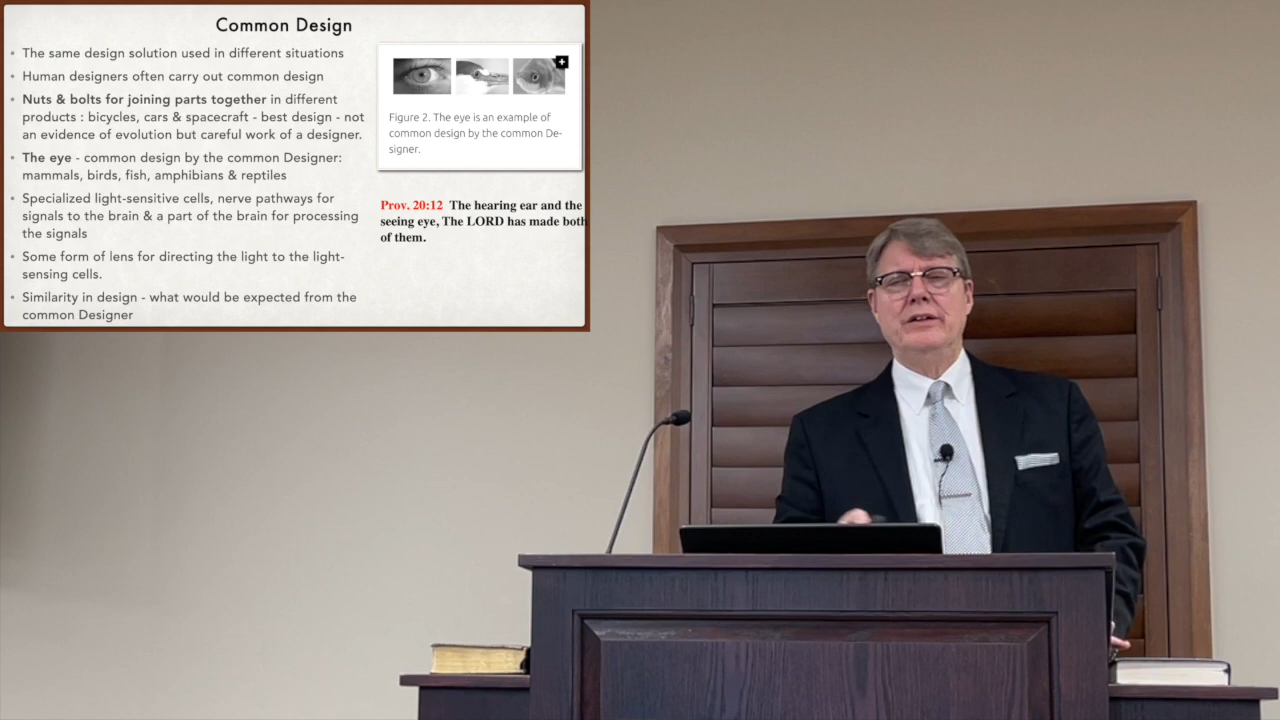 Common Design
• The same design solution used in different situations
• Human designers often carry out common design
• Nuts & bolts for joining parts together in different
products : bicycles, cars & spacecraft - best design - not
an evidence of evolution but careful work of a designer.
• The eye - common design by the common Designer:
mammals, birds, fish, amphibians & reptiles
• Specialized light-sensitive cells, nerve pathways for
signals to the brain & a part of the brain for processing
the signals
• Some form of lens for directing the light to the light-
sensing cells.
• Similarity in design - what would be expected from the
common Designer
Figure 2. The eye is an example of
common design by the common De-
signer.
Prov. 20:12 The hearing ear and the
seeing eye, The LORD has made both
of them.